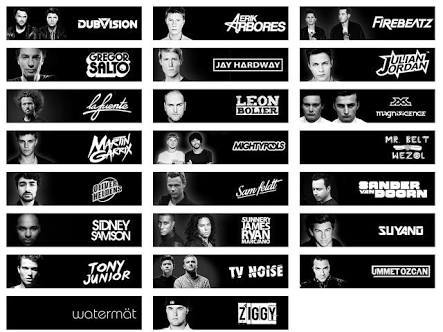 DUBVISION
AERIK
ARBORES
FIREBEATZ
GREGOR
SALTO
JAY HARDWAY
JULIAN
JORDAN
la fuente
LEON
BOLIER
magnificence
MARTIN
GARRIX
MIGHTYFOOLS
MR. BELT
WEZOL
OLIVER
HELDENS
Sam feldt
SANDER
VAN DOORN
SIDNEY
SAMSON
SUNNERY
JAMES
RYAN
MARCIANO
SUYANO
TONY
JUNIOR
TV NOISE
UMMET OZCAN
watermät
ZIGGY